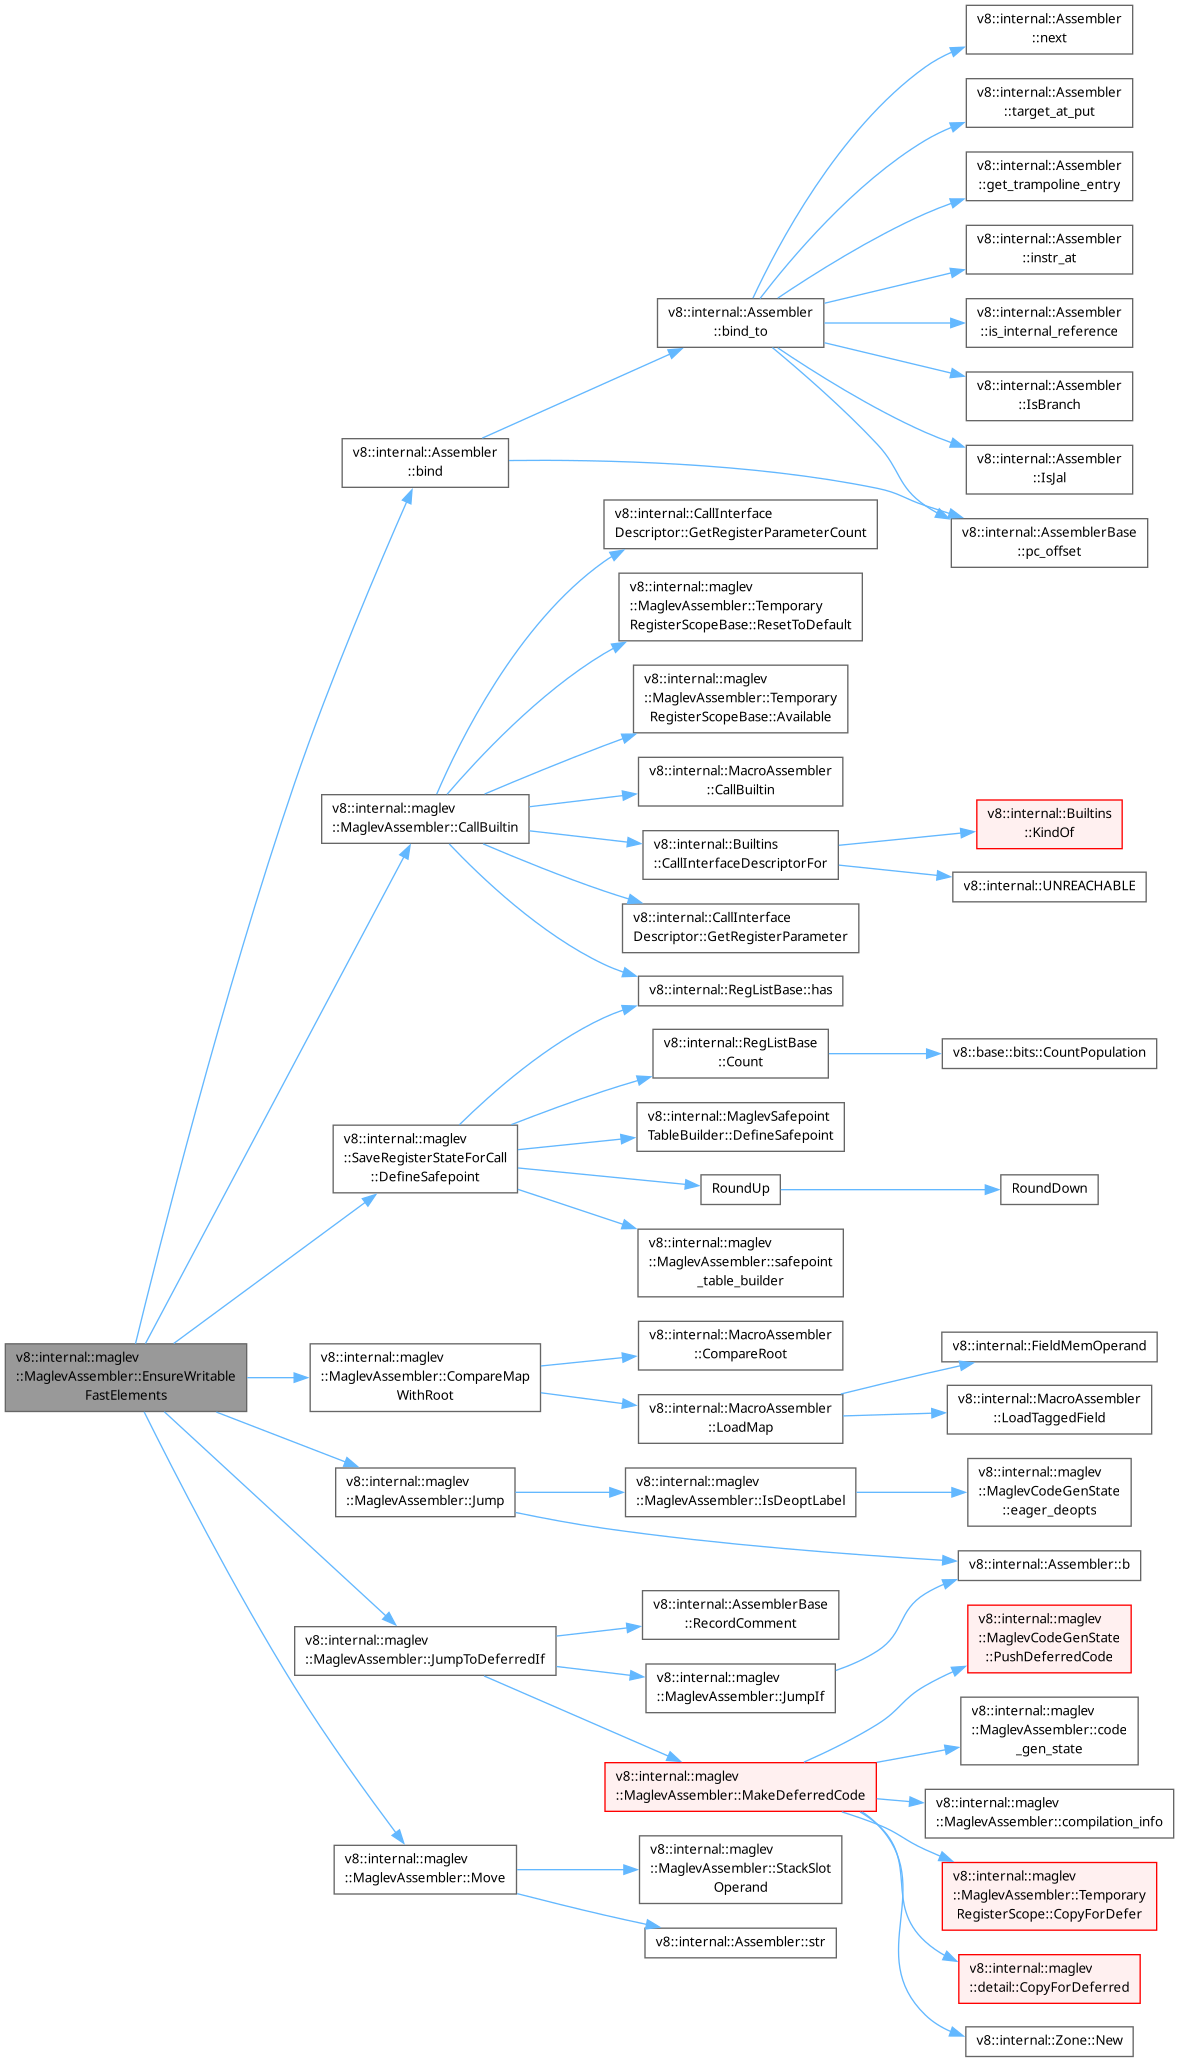 v8::internal::Assembler
::next
v8::internal::Assembler
::target_at_put
v8::internal::Assembler
::get_trampoline_entry
v8::internal::Assembler
::instr_at
v8::internal::Assembler
::bind_to
v8::internal::Assembler
::is_internal_reference
v8::internal::Assembler
::IsBranch
v8::internal::Assembler
::bind
v8::internal::Assembler
::IsJal
v8::internal::CallInterface
Descriptor::GetRegisterParameterCount
v8::internal::AssemblerBase
::pc_offset
v8::internal::maglev
::MaglevAssembler::Temporary
RegisterScopeBase::ResetToDefault
v8::internal::maglev
::MaglevAssembler::Temporary
RegisterScopeBase::Available
v8::internal::MacroAssembler
::CallBuiltin
v8::internal::maglev
::MaglevAssembler::CallBuiltin
v8::internal::Builtins
::CallInterfaceDescriptorFor
v8::internal::Builtins
::KindOf
v8::internal::UNREACHABLE
v8::internal::CallInterface
Descriptor::GetRegisterParameter
v8::internal::RegListBase::has
v8::internal::RegListBase
::Count
v8::base::bits::CountPopulation
v8::internal::MaglevSafepoint
TableBuilder::DefineSafepoint
v8::internal::maglev
::SaveRegisterStateForCall
::DefineSafepoint
RoundUp
RoundDown
v8::internal::maglev
::MaglevAssembler::safepoint
_table_builder
v8::internal::maglev
::MaglevAssembler::EnsureWritable
FastElements
v8::internal::maglev
::MaglevAssembler::CompareMap
WithRoot
v8::internal::MacroAssembler
::CompareRoot
v8::internal::MacroAssembler
::LoadMap
v8::internal::FieldMemOperand
v8::internal::MacroAssembler
::LoadTaggedField
v8::internal::maglev
::MaglevAssembler::Jump
v8::internal::maglev
::MaglevAssembler::IsDeoptLabel
v8::internal::maglev
::MaglevCodeGenState
::eager_deopts
v8::internal::Assembler::b
v8::internal::maglev
::MaglevAssembler::JumpToDeferredIf
v8::internal::AssemblerBase
::RecordComment
v8::internal::maglev
::MaglevAssembler::JumpIf
v8::internal::maglev
::MaglevCodeGenState
::PushDeferredCode
v8::internal::maglev
::MaglevAssembler::MakeDeferredCode
v8::internal::maglev
::MaglevAssembler::code
_gen_state
v8::internal::maglev
::MaglevAssembler::compilation_info
v8::internal::maglev
::MaglevAssembler::Move
v8::internal::maglev
::MaglevAssembler::StackSlot
Operand
v8::internal::Assembler::str
v8::internal::maglev
::MaglevAssembler::Temporary
RegisterScope::CopyForDefer
v8::internal::maglev
::detail::CopyForDeferred
v8::internal::Zone::New